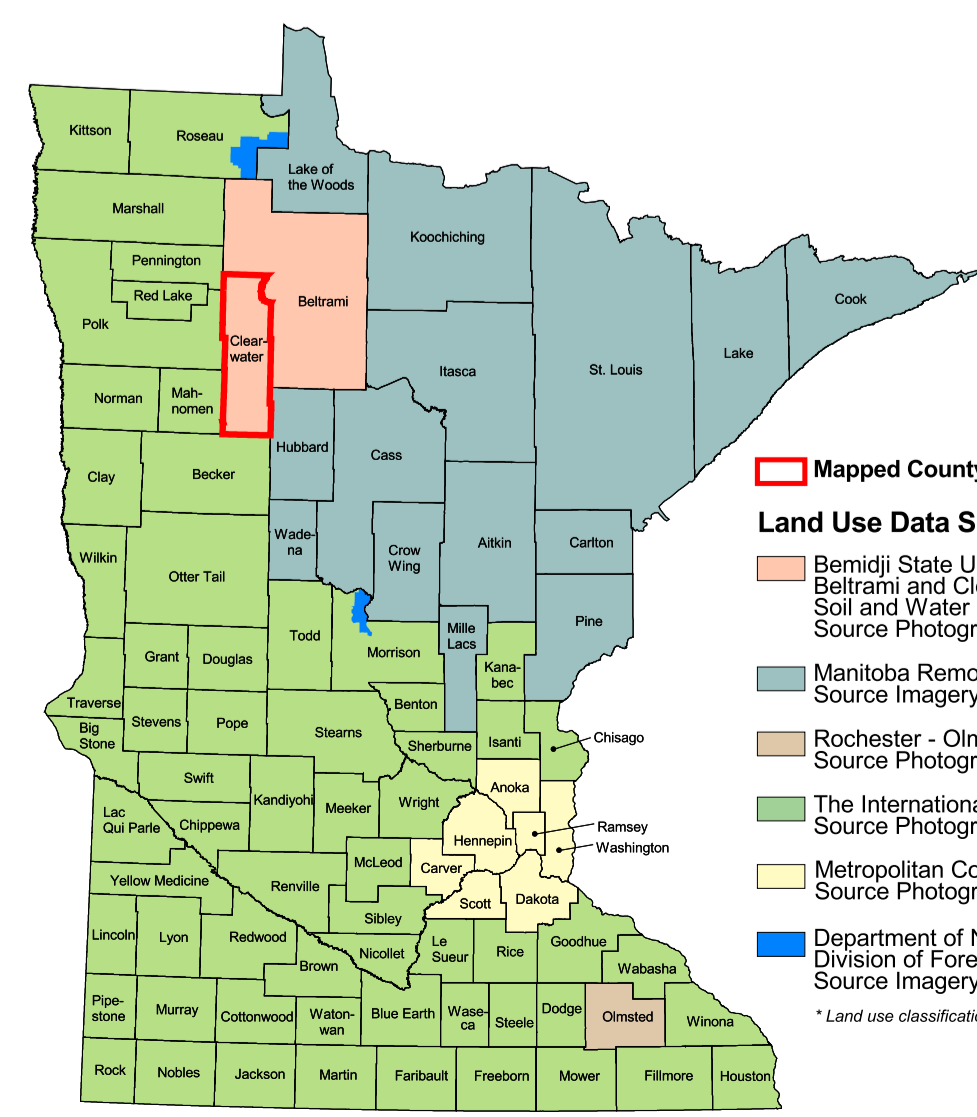 Kittson
Roseau
Lake of
the Woods
Marshall
Koochiching
Pennington
Red Lake
Beltrami
Cook
Polk
Clear-
water
Lake
Itasca
St. Louis
Norman
Mah-
nomen
Hubbard
Cass
Clay
Becker
Wade-
na
Crow
Wing
Aitkin
Carlton
Wilkin
Otter Tail
Pine
Todd
Mille
Lacs
Morrison
Kana-
bec
Grant
Douglas
Traverse
Benton
Big
Stone
Stevens
Pope
Stearns
Sherburne
Isanti
Chisago
Swift
Anoka
Kandiyohi
Meeker
Wright
Lac
Qui Parle
Chippewa
Hennepin
Ramsey
Washington
McLeod
Carver
Yellow Medicine
Renville
Scott
Dakota
Sibley
Lincoln
Lyon
Redwood
Nicollet
Le
Sueur
Rice
Goodhue
Brown
Wabasha
Pipe-
stone
Murray
Cottonwood
Waton-
wan
Blue Earth
Wase-
ca
Steele
Dodge
Olmsted
Winona
Rock
Nobles
Jackson
Martin
Faribault
Freeborn
Mower
Fillmore
Houston
Mapped County
Land Use Data S
Bemidji State U
Beltrami and Cl
Soil and Water
Source Photogr
Manitoba Remo
Source Imagery
Rochester - Olm
Source Photogr
The Internationa
Source Photogr
Metropolitan Co
Source Photogr
Department of N
Division of Fore
Source Imagery
* Land use classificatio